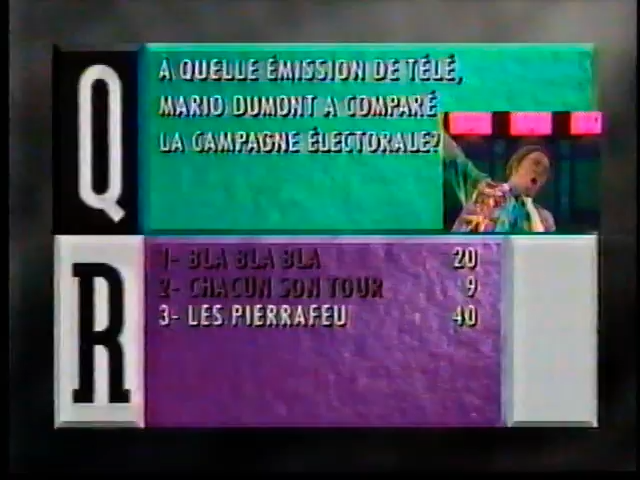 Q
À QUELLE ÉMISSION DE TÉLÉ,
MARIO DUMONT A COMPARÉ
LA CAMPAGNE ÉLECTORALE?
R
1- BLA BLA BLA 20
2- CHACUN SON TOUR 9
3- LES PIERRAFEU 40